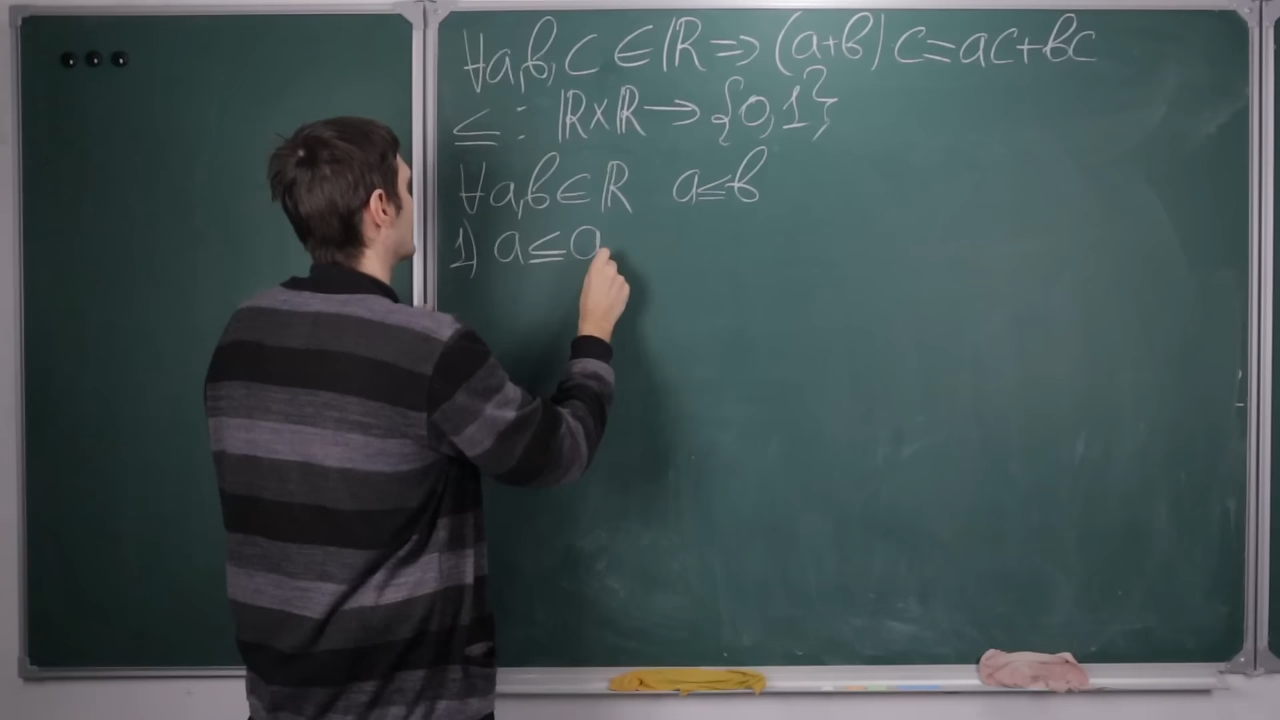 ∀a,b,c ∈ ℝ ⇒ (a+b)c=ac+bc
≤ : ℝ×ℝ → {0,1}
∀a,b∈ℝ a≤b
1) a≤a